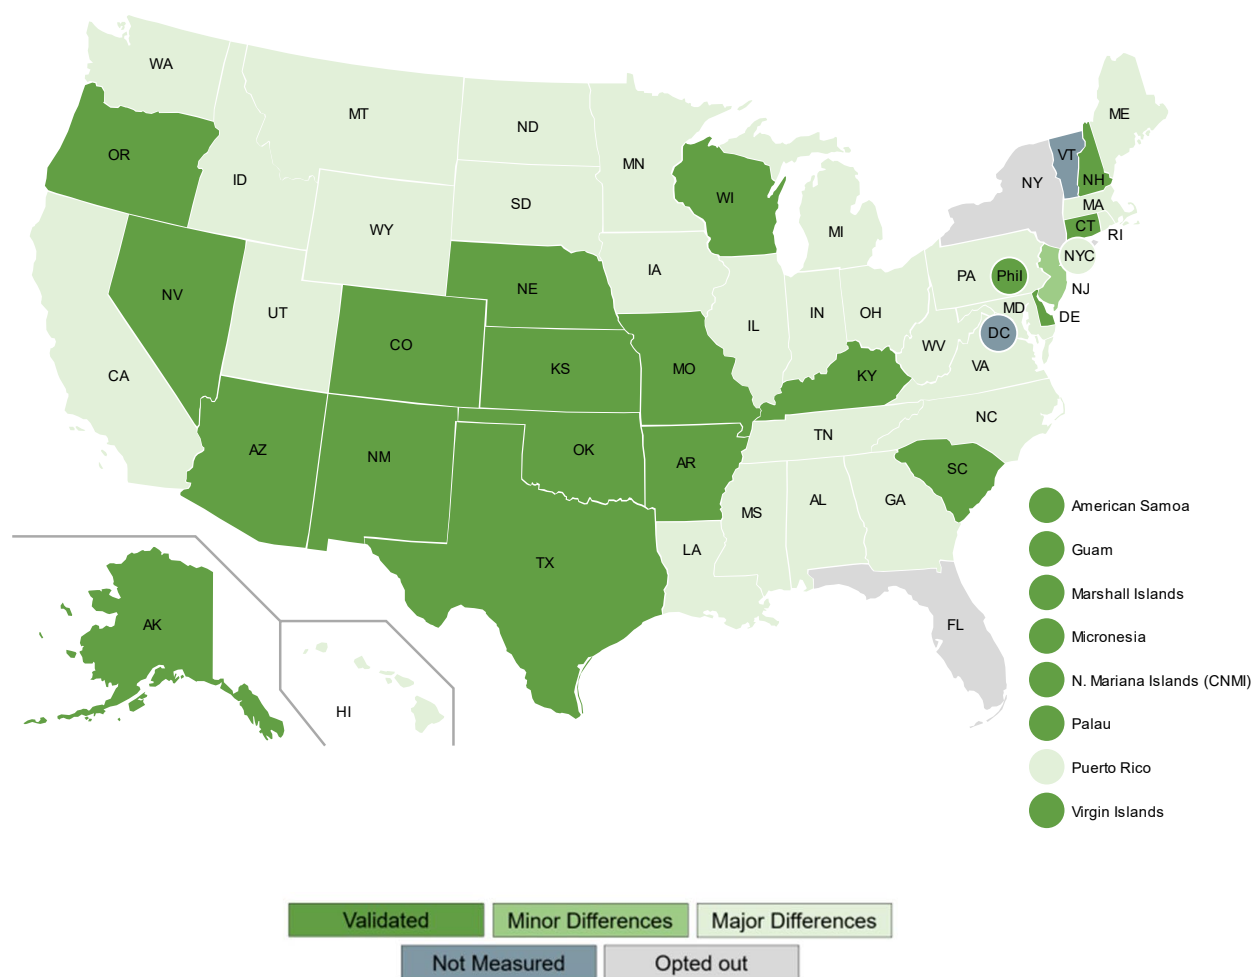 WA
MT
ND
MN
ME
OR
ID
SD
WI
MI
NY
VT
NH
MA
CT
RI
WY
NV
UT
NE
IA
PA
Phil
NYC
NJ
MD
DE
DC
CA
CO
KS
MO
IL
IN
OH
WV
VA
KY
NC
TN
AZ
NM
OK
AR
SC
MS
AL
GA
LA
TX
FL
AK
HI
American Samoa
Guam
Marshall Islands
Micronesia
N. Mariana Islands (CNMI)
Palau
Puerto Rico
Virgin Islands
Validated
Minor Differences
Major Differences
Not Measured
Opted out